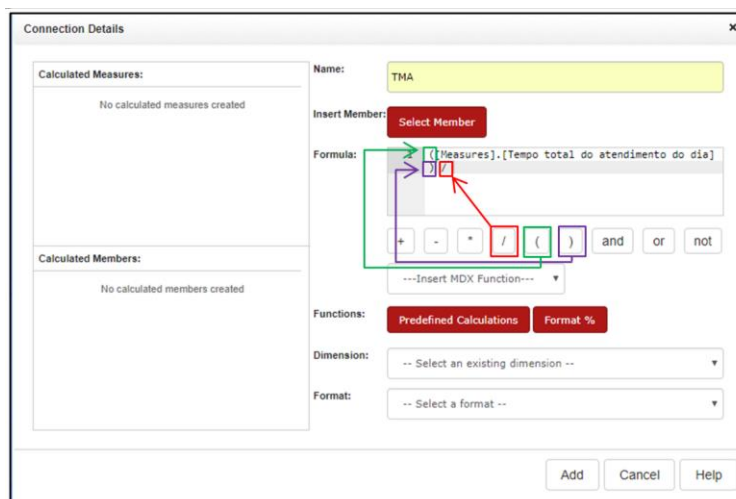 Connection Details
×
Calculated Measures:
No calculated measures created
Calculated Members:
No calculated members created
Name:
TMA
Insert Member:
Select Member
Formula:
1 ([Measures].[Tempo total do atendimento do dia]
) /
+ - * / ( ) and or not
---Insert MDX Function---
Functions:
Predefined Calculations Format %
Dimension:
-- Select an existing dimension --
Format:
-- Select a format --
Add Cancel Help